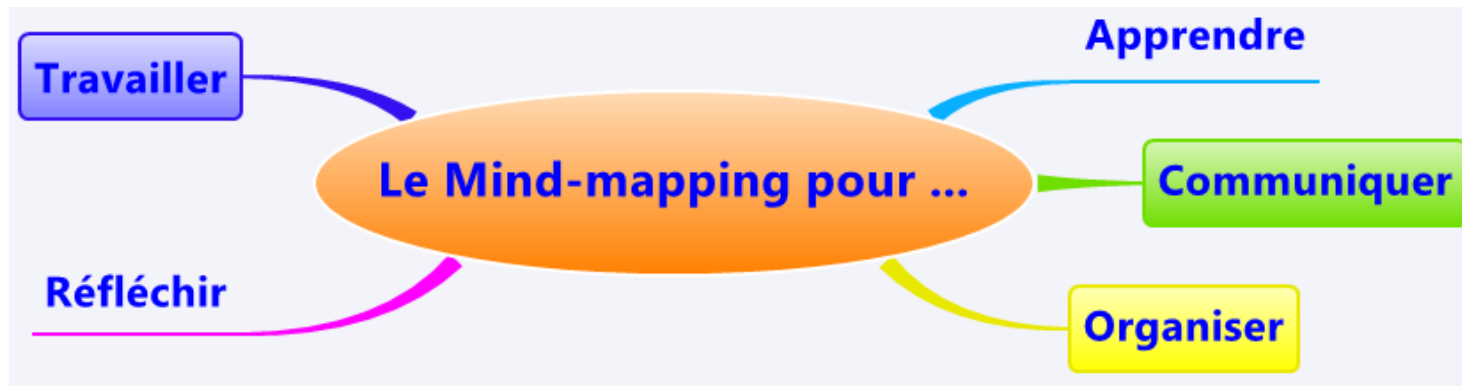 Le Mind-mapping pour ...
Apprendre
Communiquer
Organiser
Réfléchir
Travailler